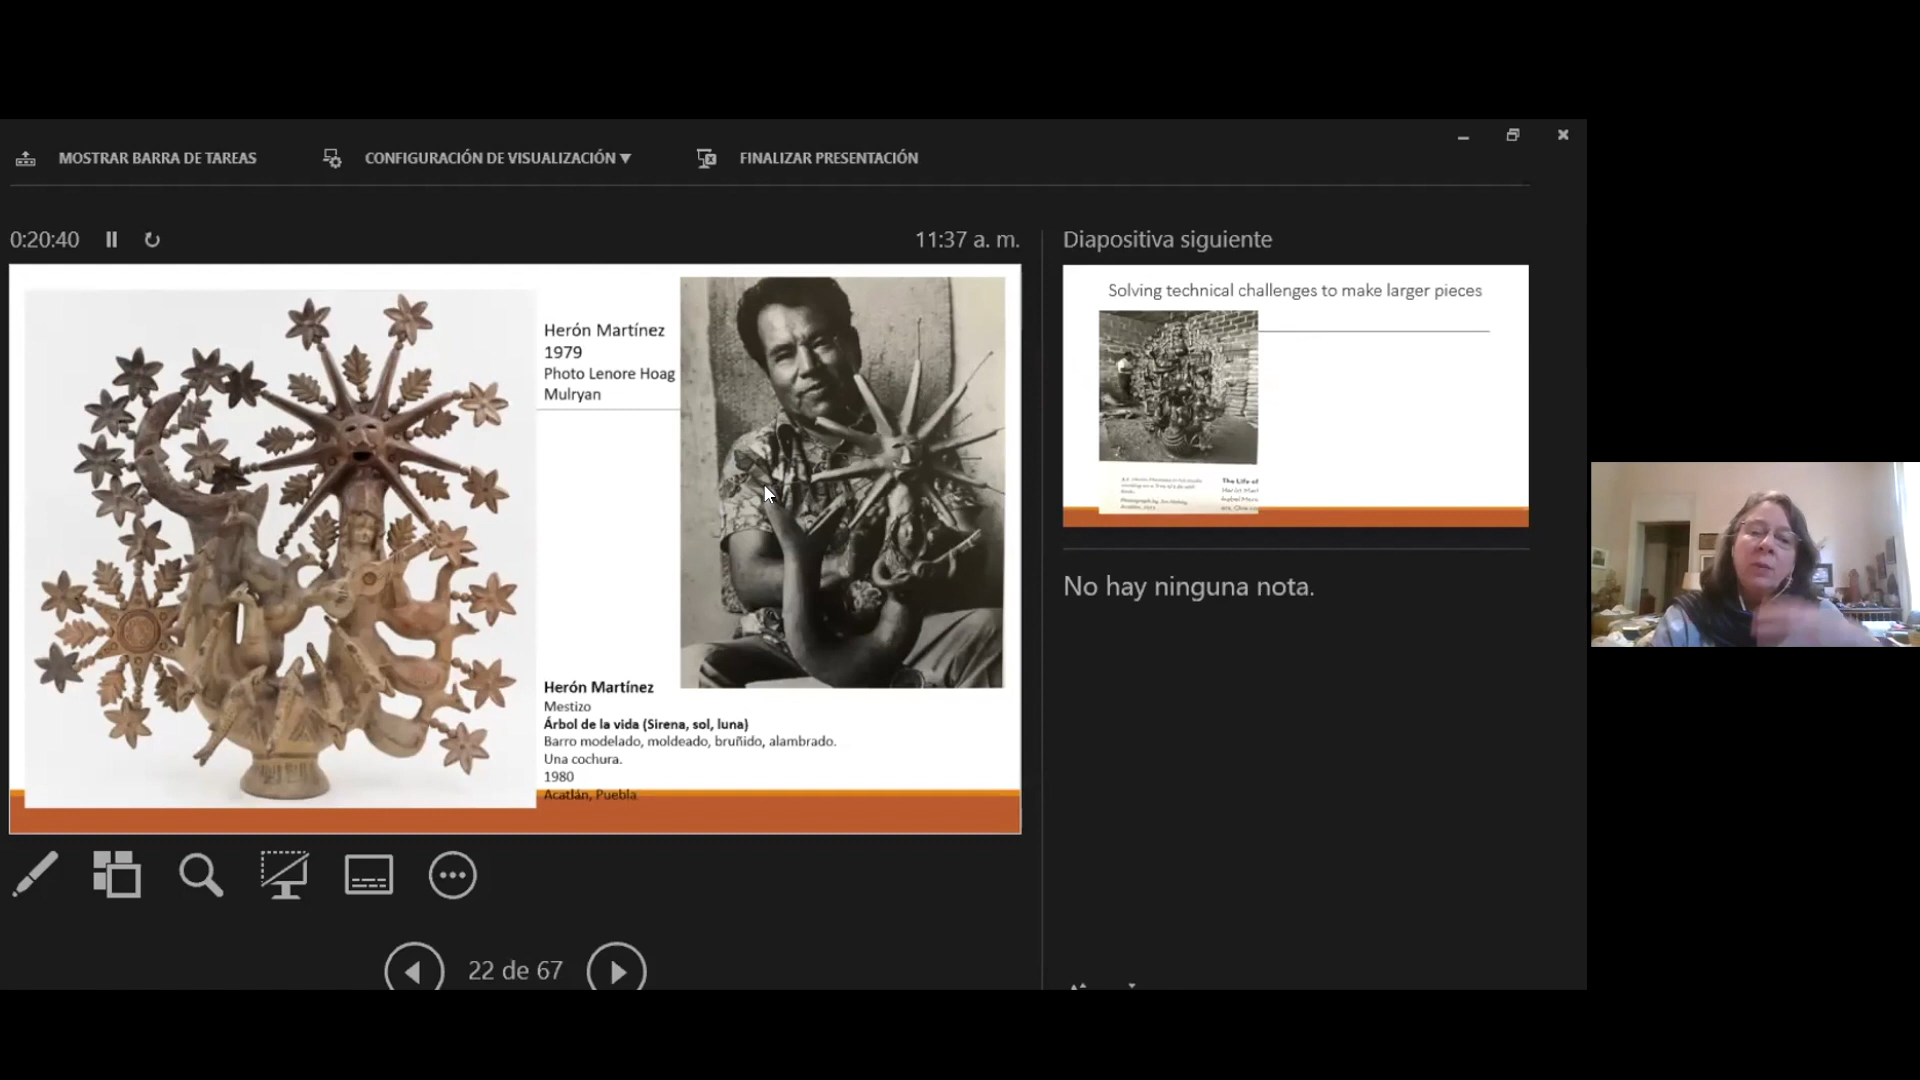 MOSTRAR BARRA DE TAREAS
CONFIGURACIÓN DE VISUALIZACIÓN ▼
FINALIZAR PRESENTACIÓN
0:20:40
11:37 a. m.
Herón Martínez
1979
Photo Lenore Hoag
Mulryan
Herón Martínez
Mestizo
Árbol de la vida (Sirena, sol, luna)
Barro modelado, moldeado, bruñido, alambrado.
Una cochura.
1980
Acatlán, Puebla
22 de 67
Diapositiva siguiente
Solving technical challenges to make larger pieces
The Life of
No hay ninguna nota.